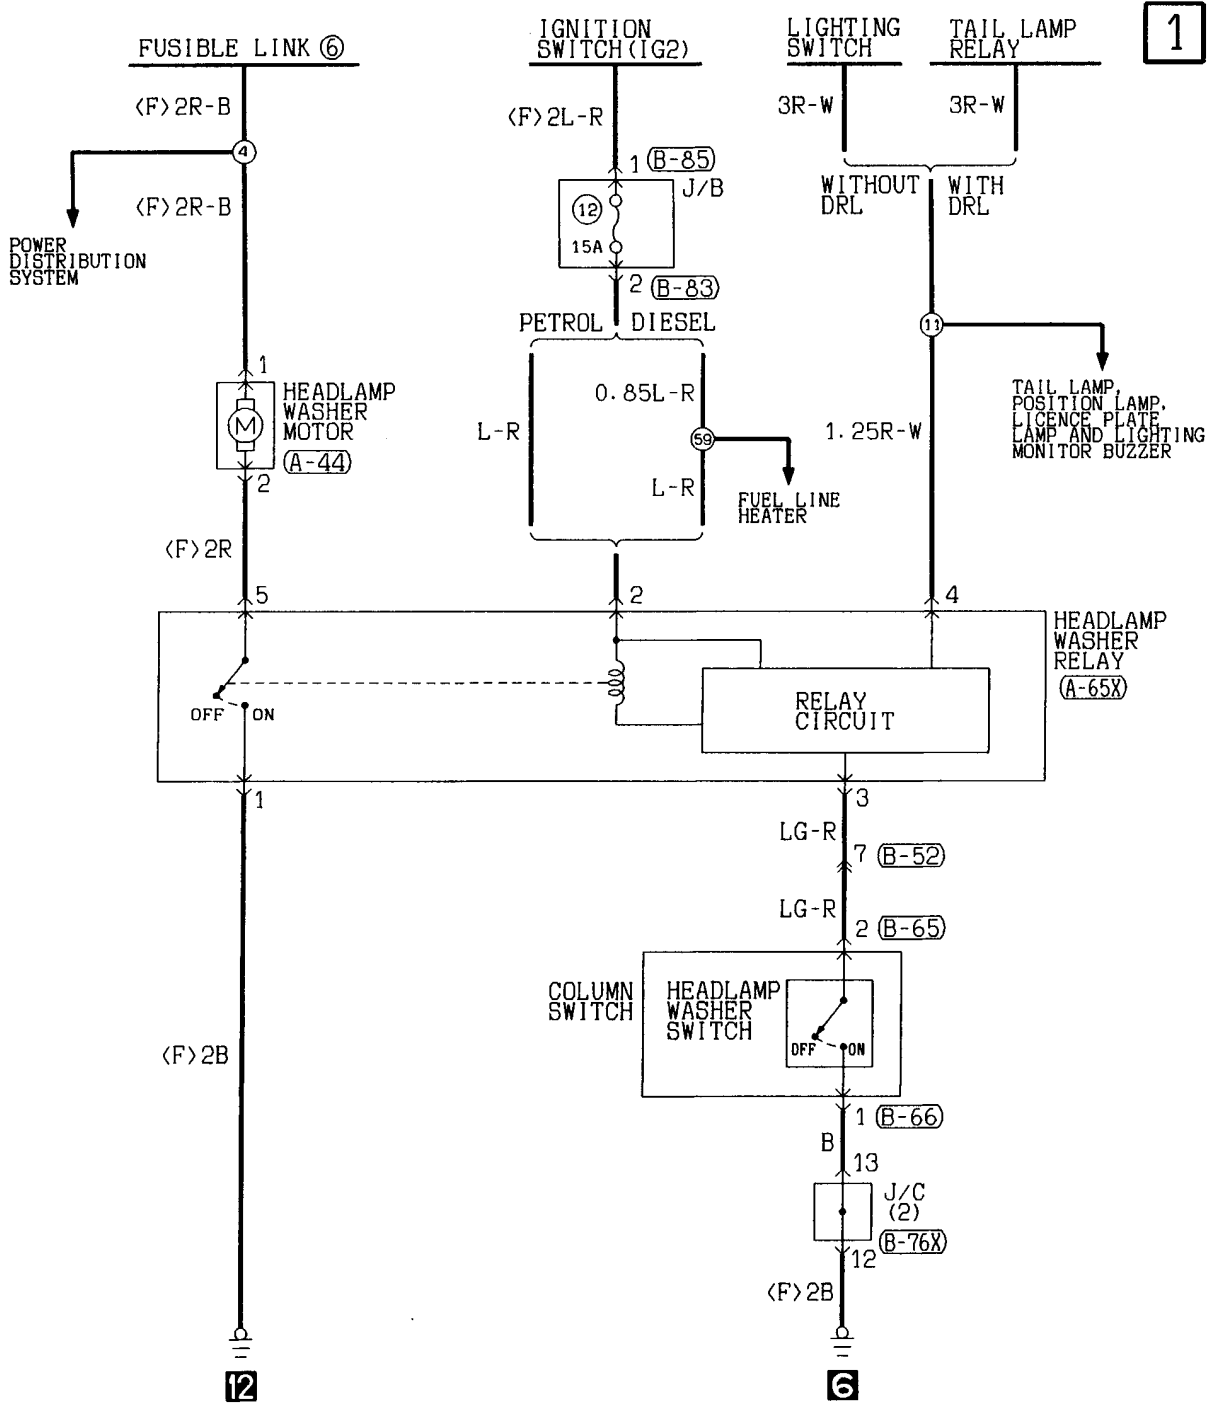 1
FUSIBLE LINK ⑥
IGNITION
SWITCH(IG2)
LIGHTING
SWITCH
TAIL LAMP
RELAY
⟨F⟩2R-B
⟨F⟩2L-R
3R-W
3R-W
4
1 (B-85)
J/B
WITHOUT
DRL
WITH
DRL
⟨F⟩2R-B
12
15A
POWER
DISTRIBUTION
SYSTEM
2 (B-83)
PETROL
DIESEL
11
1
HEADLAMP
WASHER
MOTOR
(A-44)
M
2
L-R
0.85L-R
59
L-R
FUEL LINE
HEATER
1.25R-W
TAIL LAMP,
POSITION LAMP,
LICENCE PLATE
LAMP AND LIGHTING
MONITOR BUZZER
⟨F⟩2R
5
2
4
HEADLAMP
WASHER
RELAY
(A-65X)
OFF
ON
RELAY
CIRCUIT
1
3
LG-R
7 (B-52)
LG-R
2 (B-65)
COLUMN
SWITCH
HEADLAMP
WASHER
SWITCH
OFF
ON
⟨F⟩2B
1 (B-66)
B
13
J/C
(2)
(B-76X)
12
⟨F⟩2B
12
6